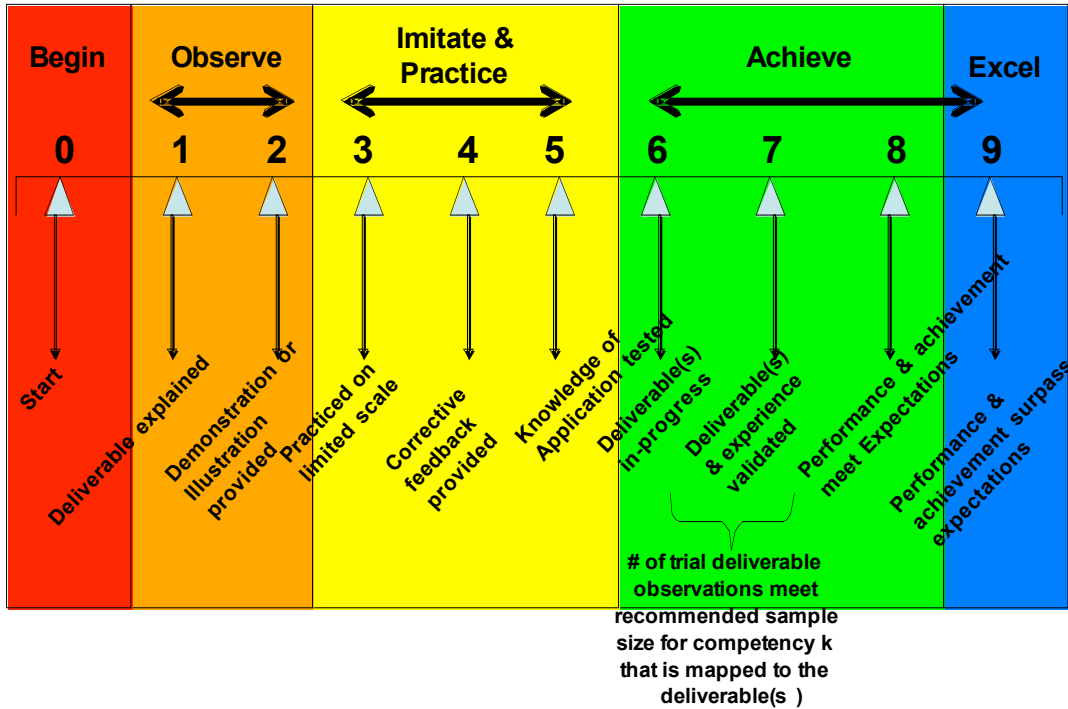 Begin
Observe
Imitate &
Practice
Achieve
Excel
0
1
2
3
4
5
6
7
8
9
Start
Deliverable explained
Demonstration or
Illustration
provided
Practiced on
limited scale
Corrective
feedback
provided
Knowledge of
Application tested
Deliverable(s)
in-progress
Deliverable(s)
& experience
validated
Performance & achievement
meet Expectations
Performance &
achievement surpass
expectations
# of trial deliverable
observations meet
recommended sample
size for competency k
that is mapped to the
deliverable(s )